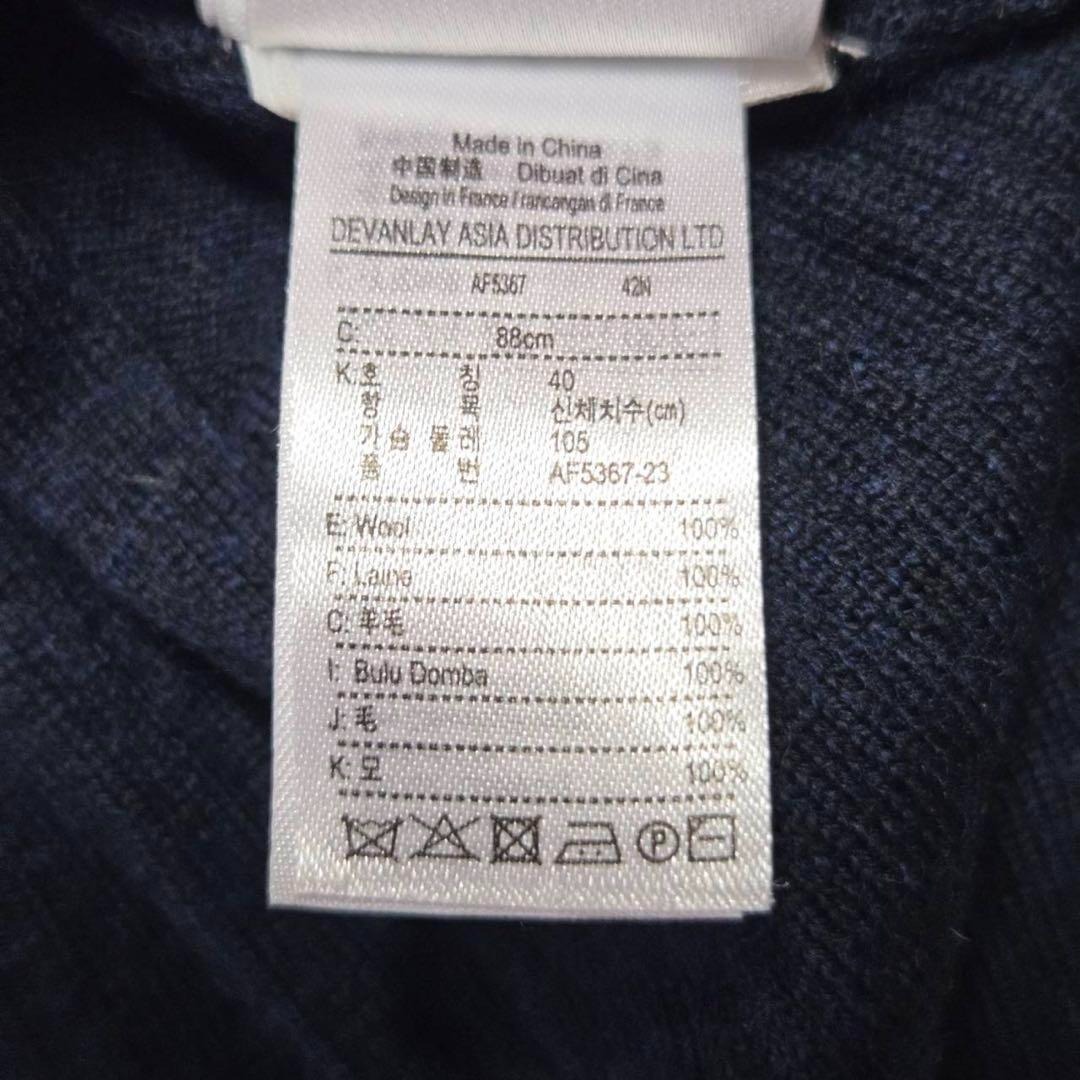 Made in China
中国制造 Dibuat di Cina
Design in France / rancangan di France
DEVANLAY ASIA DISTRIBUTION LTD
AF5367 42N
C: 88cm
K: 호 칭 40
항 목 신체치수(cm)
가 슴 둘 레 105
품 번 AF5367-23
E: Wool 100%
F: Laine 100%
C: 羊毛 100%
I: Bulu Domba 100%
J: 毛 100%
K: 모 100%
P